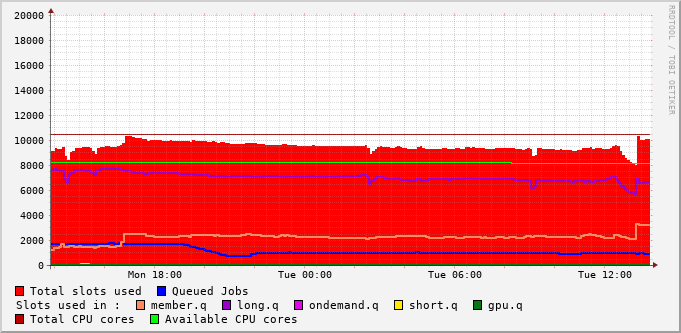 RRDTOOL / TOBI OETIKER
20000
18000
16000
14000
12000
10000
8000
6000
4000
2000
0
Mon 18:00 Tue 00:00 Tue 06:00 Tue 12:00
Total slots used Queued Jobs
Slots used in : member.q long.q ondemand.q short.q gpu.q
Total CPU cores Available CPU cores